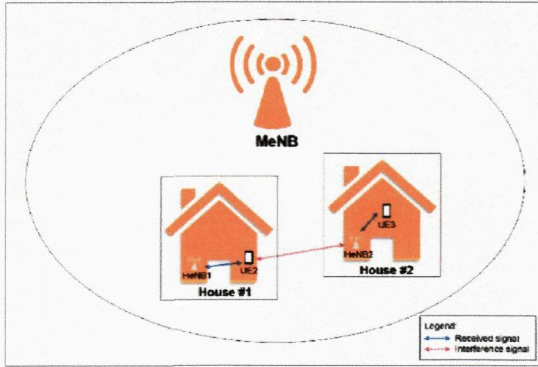 MeNB
UE3
HeNB1
UE2
HeNB2
House #1
House #2
Legend:
Received signal
Interference signal